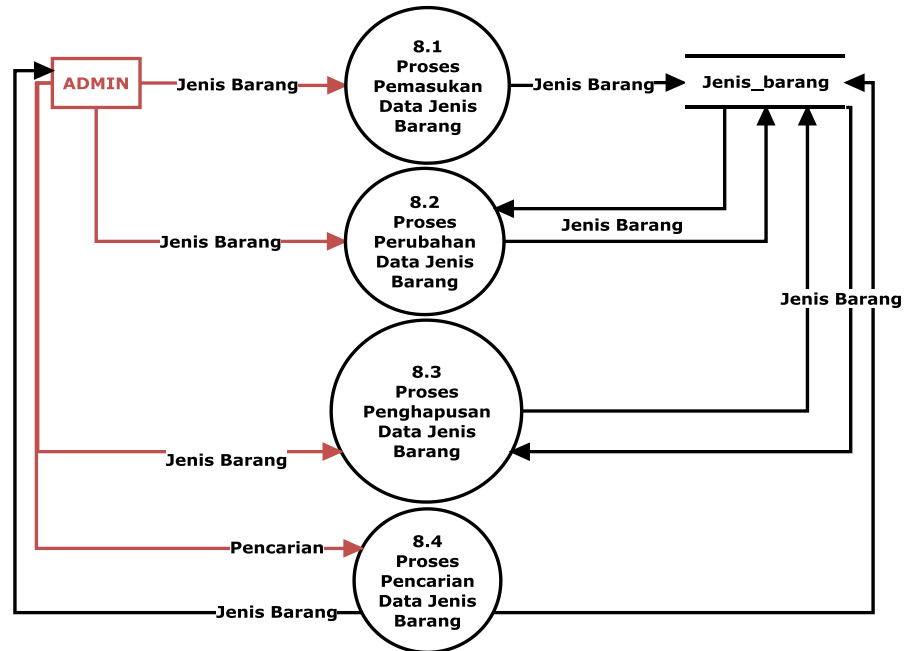 ADMIN
Jenis Barang
8.1
Proses
Pemasukan
Data Jenis
Barang
Jenis Barang
Jenis_barang
Jenis Barang
8.2
Proses
Perubahan
Data Jenis
Barang
Jenis Barang
Jenis Barang
8.3
Proses
Penghapusan
Data Jenis
Barang
Jenis Barang
Pencarian
8.4
Proses
Pencarian
Data Jenis
Barang
Jenis Barang